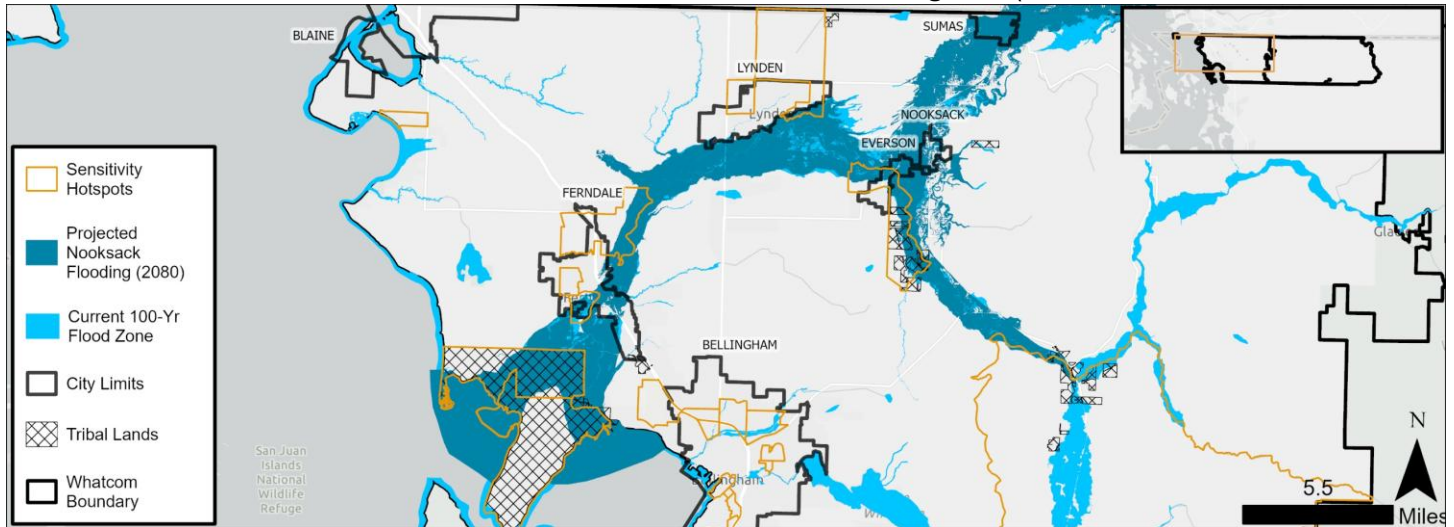 BLAINE
SUMAS
LYNDEN
NOOKSACK
EVERSON
FERNDALE
BELLINGHAM
Sensitivity
Hotspots
Projected
Nooksack
Flooding (2080)
Current 100-Yr
Flood Zone
City Limits
Tribal Lands
Whatcom
Boundary
San Juan
Islands
National
Wildlife
Refuge
N
5.5
Miles